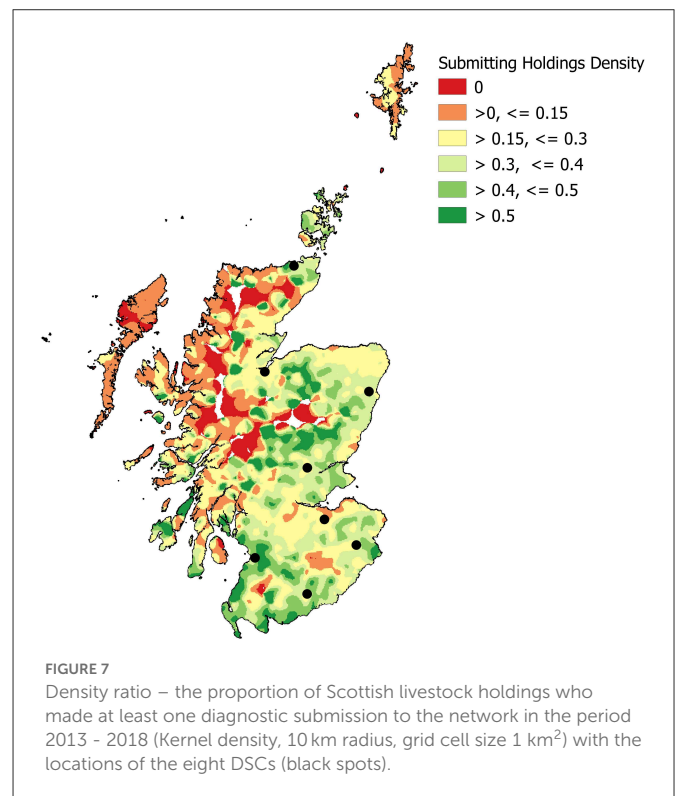 Submitting Holdings Density
0
>0, <= 0.15
> 0.15, <= 0.3
> 0.3, <= 0.4
> 0.4, <= 0.5
> 0.5
FIGURE 7
Density ratio – the proportion of Scottish livestock holdings who
made at least one diagnostic submission to the network in the period
2013 - 2018 (Kernel density, 10 km radius, grid cell size 1 km²) with the
locations of the eight DSCs (black spots).